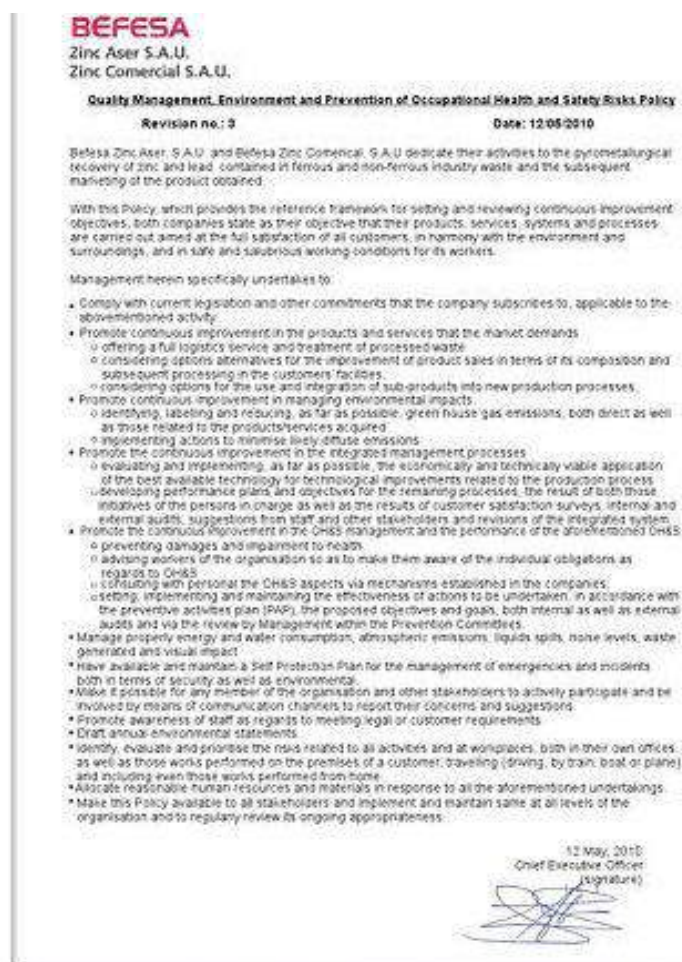 BEFESA
Zinc Aser S.A.U.
Zinc Comercial S.A.U.
Quality Management, Environment and Prevention of Occupational Health and Safety Risks Policy
Revision no.: 3 Date: 12/05/2010
Befesa Zinc Aser, S.A.U. and Befesa Zinc Comercial, S.A.U dedicate their activities to the pyrometallurgical
recovery of zinc and lead, contained in ferrous and non-ferrous industry waste and the subsequent
marketing of the product obtained.
With this Policy, which provides the reference framework for setting and reviewing continuous improvement
objectives, both companies state as their objective that their products, services, systems and processes
are carried out aimed at the full satisfaction of all customers, in harmony with the environment and
surroundings, and in safe and salubrious working conditions for its workers.
Management herein specifically undertakes to:
• Comply with current legislation and other commitments that the company subscribes to, applicable to the
abovementioned activity
• Promote continuous improvement in the products and services that the market demands
o offering a full logistics service and treatment of processed waste
o considering options alternatives for the improvement of product sales in terms of its composition and
subsequent processing in the customers' facilities.
o considering options for the use and integration of sub-products into new production processes.
• Promote continuous improvement in managing environmental impacts
o identifying, labeling and reducing, as far as possible, green house gas emissions, both direct as well
as those related to the products/services acquired
o implementing actions to minimise likely diffuse emissions
• Promote the continuous improvement in the integrated management processes
o evaluating and implementing, as far as possible, the economically and technically viable application
of the best available technology for technological improvements related to the production process
o developing performance plans and objectives for the remaining processes, the result of both those
initiatives of the persons in charge as well as the results of customer satisfaction surveys, internal and
external audits, suggestions from staff and other stakeholders and revisions of the integrated system
• Promote the continuous improvement in the OH&S management and the performance of the aforementioned OH&S
o preventing damages and impairment to health
o advising workers of the organisation so as to make them aware of the individual obligations as
regards to OH&S
o consulting with personal the OH&S aspects via mechanisms established in the companies
o setting, implementing and maintaining the effectiveness of actions to be undertaken, in accordance with
the preventive activities plan (PAP), the proposed objectives and goals, both internal as well as external
audits and via the review by Management within the Prevention Committees.
• Manage properly energy and water consumption, atmospheric emissions, liquids spills, noise levels, waste
generated and visual impact
• Have available and maintain a Self Protection Plan for the management of emergencies and incidents
both in terms of security as well as environmental.
• Make it possible for any member of the organisation and other stakeholders to actively participate and be
involved by means of communication channels to report their concerns and suggestions.
• Promote awareness of staff as regards to meeting legal or customer requirements
• Draft annual environmental statements
• Identify, evaluate and prioritise the risks related to all activities and at workplaces, both in their own offices
as well as those works performed on the premises of a customer, traveling (driving, by train, boat or plane)
and including even those works performed from home
• Allocate reasonable human resources and materials in response to all the aforementioned undertakings.
• Make this Policy available to all stakeholders and implement and maintain same at all levels of the
organisation and to regularly review its ongoing appropriateness.
12 May, 2010
Chief Executive Officer
(signature)